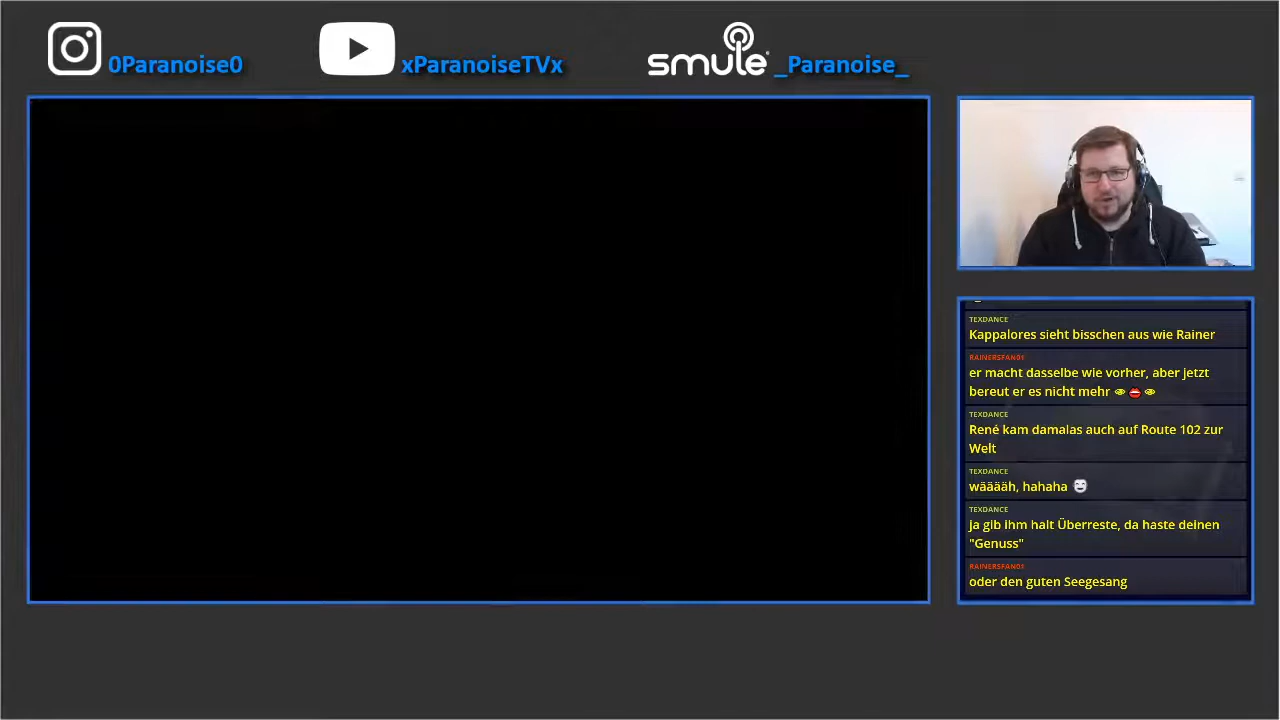 0Paranoise0
xParanoiseTVx
smule
_Paranoise_
TEXDANCE
Kappalores sieht bisschen aus wie Rainer
RAINERSFAN01
er macht dasselbe wie vorher, aber jetzt
bereut er es nicht mehr
TEXDANCE
René kam damalas auch auf Route 102 zur
Welt
TEXDANCE
wääääh, hahaha
TEXDANCE
ja gib ihm halt Überreste, da haste deinen
"Genuss"
RAINERSFAN01
oder den guten Seegesang